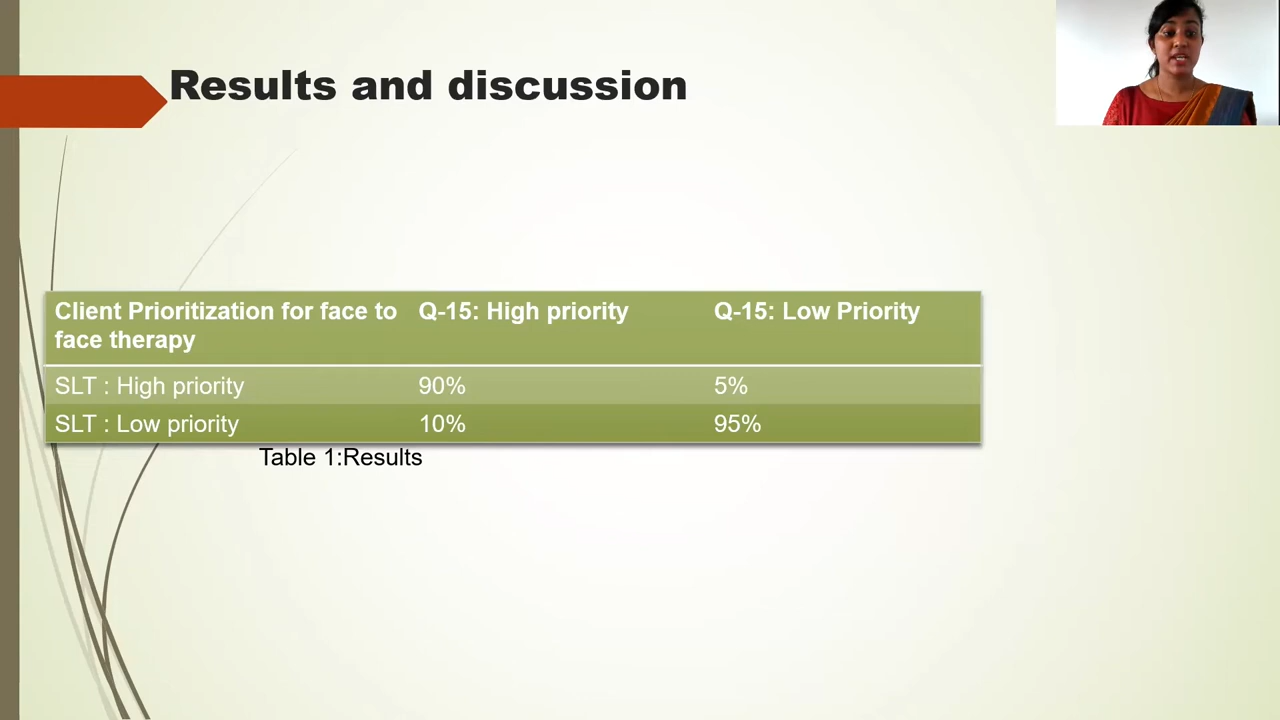 Results and discussion
Client Prioritization for face to face therapy
Q-15: High priority
Q-15: Low Priority
SLT : High priority
90%
5%
SLT : Low priority
10%
95%
Table 1:Results